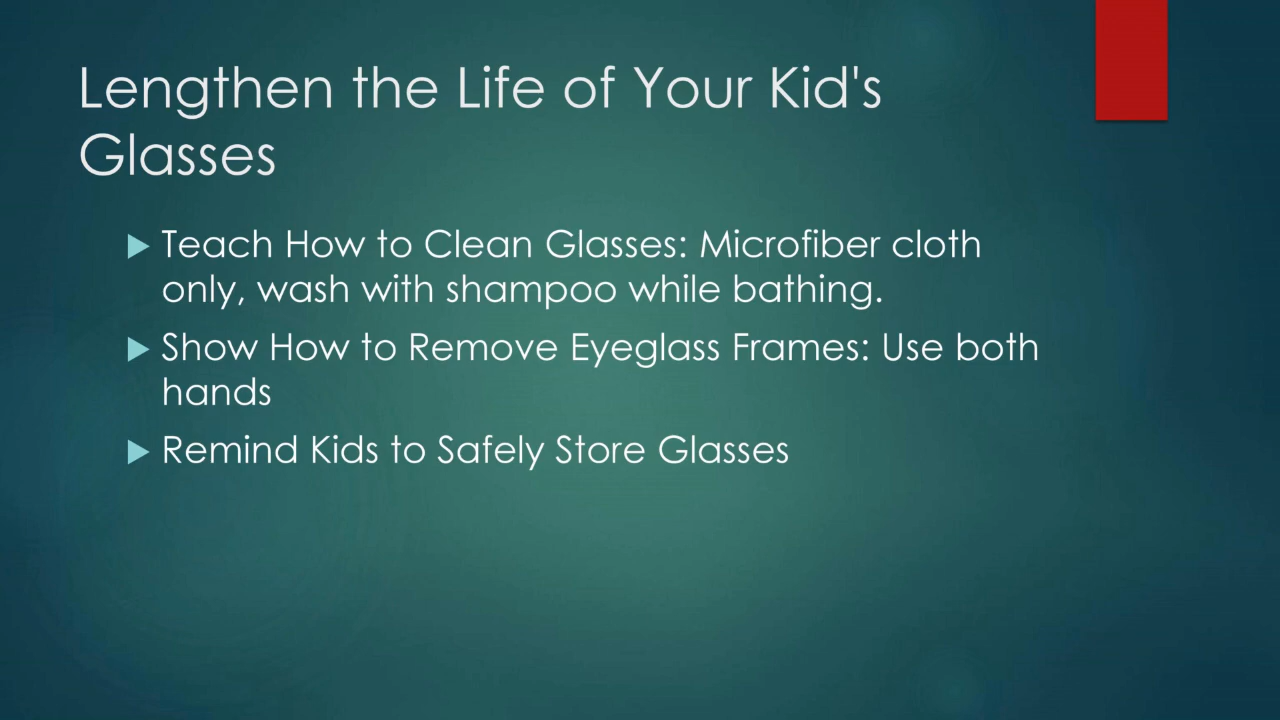 Lengthen the Life of Your Kid's
Glasses
Teach How to Clean Glasses: Microfiber cloth
only, wash with shampoo while bathing.
Show How to Remove Eyeglass Frames: Use both
hands
Remind Kids to Safely Store Glasses